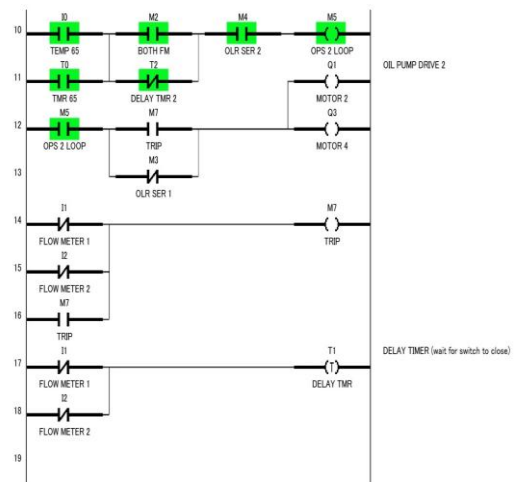 I0 M2 M4 M5
10
TEMP 65 BOTH FM OLR SER 2 OPS 2 LOOP
T0 T2 Q1 OIL PUMP DRIVE 2
11
TMR 65 DELAY TMR 2 MOTOR 2
M5 M7 Q3
12
OPS 2 LOOP TRIP MOTOR 4
M3
13
OLR SER 1
I1 M7
14
FLOW METER 1 TRIP
I2
15
FLOW METER 2
M7
16
TRIP
I1 T1 DELAY TIMER (wait for switch to close)
17
(T)
FLOW METER 1 DELAY TMR
I2
18
FLOW METER 2
19